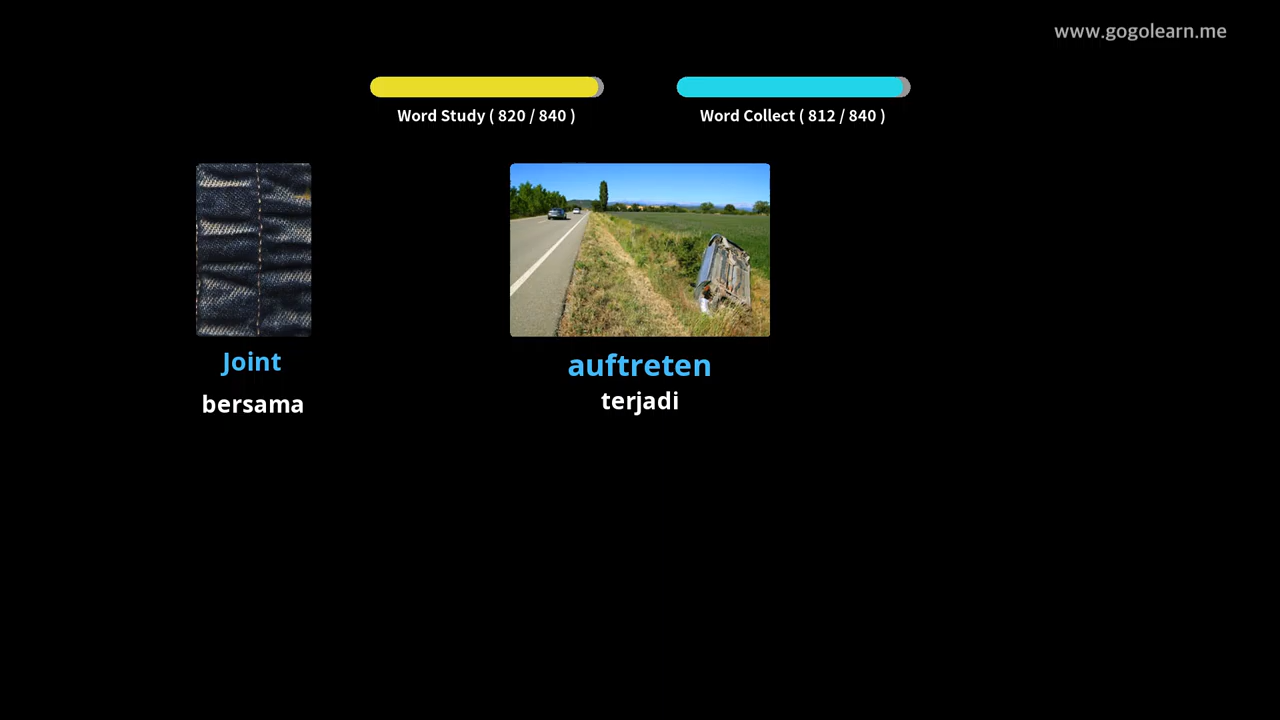 www.gogolearn.me
Word Study ( 820 / 840 )
Word Collect ( 812 / 840 )
Joint
bersama
auftreten
terjadi